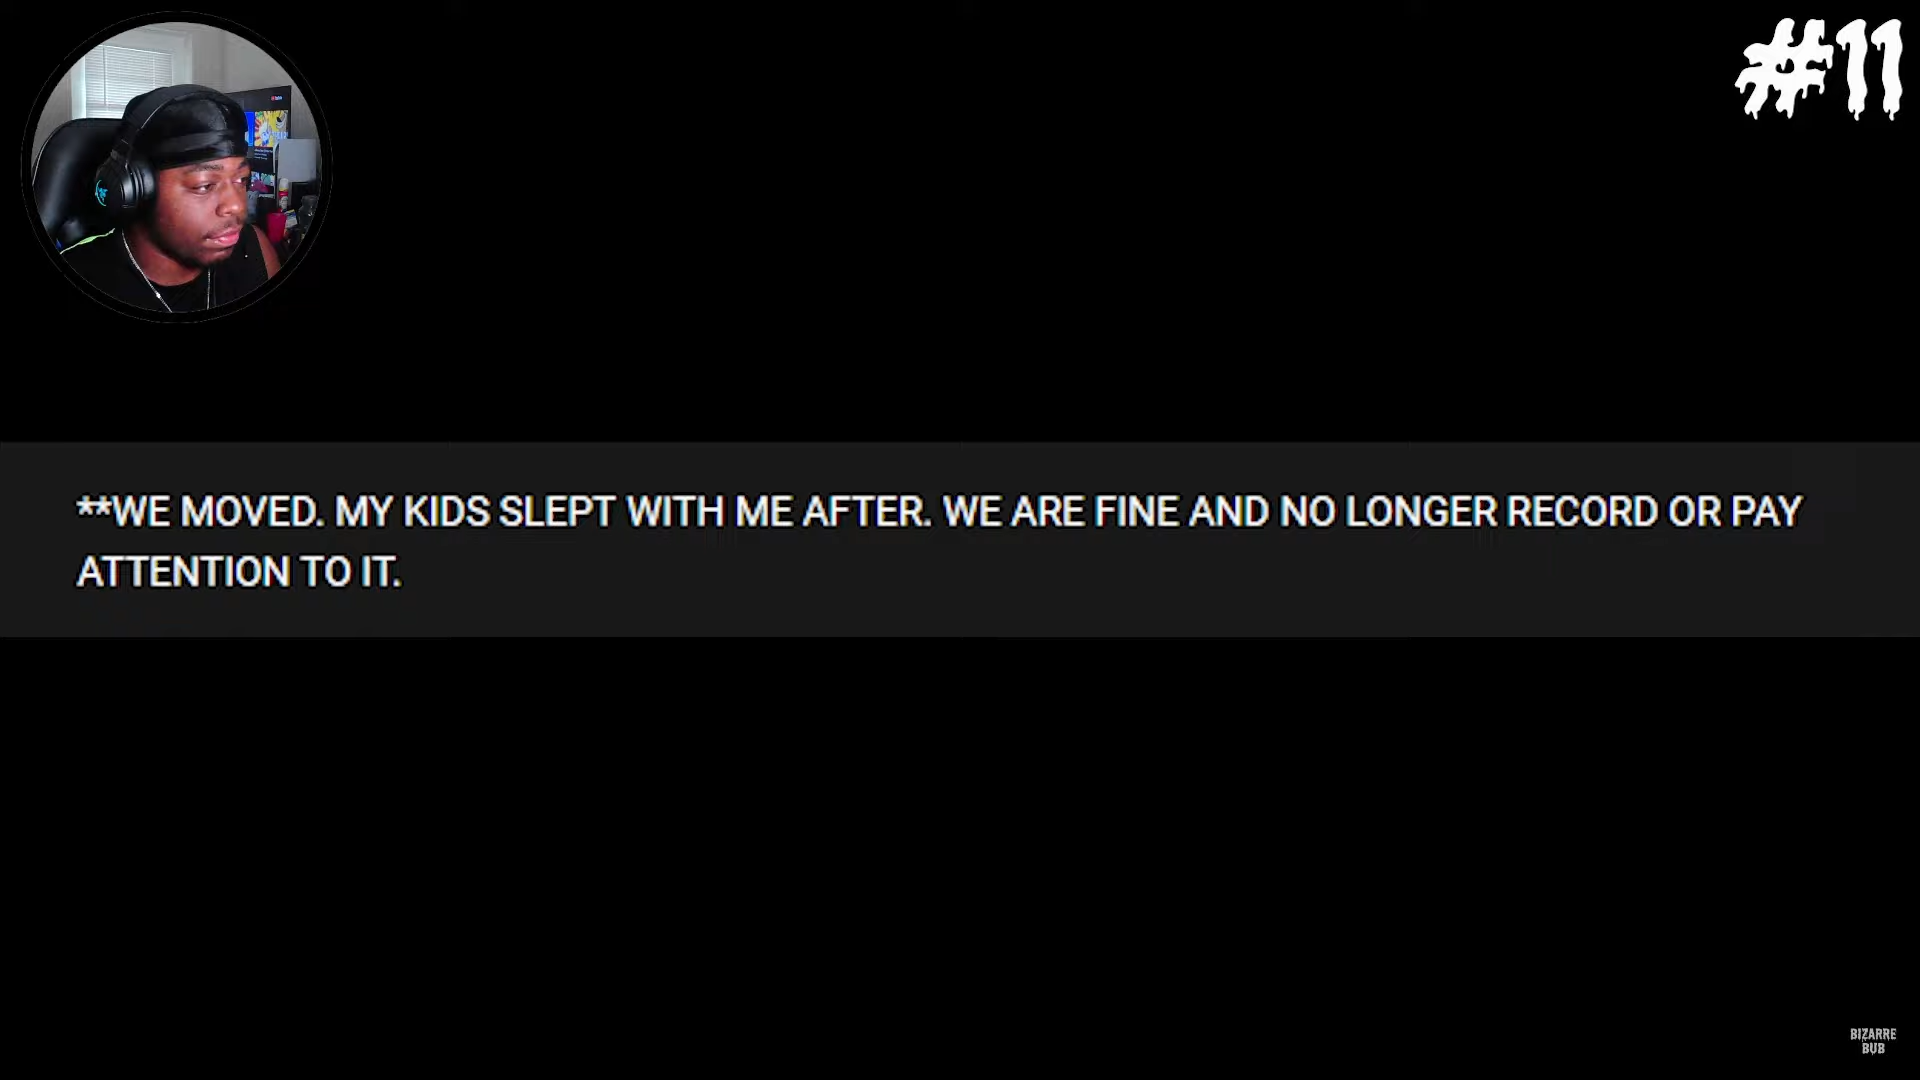 #11
**WE MOVED. MY KIDS SLEPT WITH ME AFTER. WE ARE FINE AND NO LONGER RECORD OR PAY
ATTENTION TO IT.
BIZARRE
BUB